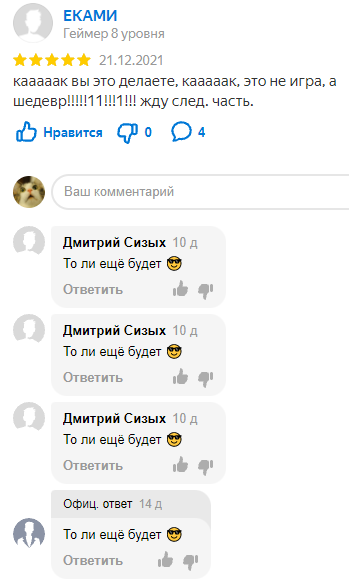 ЕКАМИ
Геймер 8 уровня
21.12.2021
каааaак вы это делаете, кааааак, это не игра, а
шедевр!!!!!11!!!1!!! жду след. часть.
Нравится 0 4
Ваш комментарий
Дмитрий Сизых 10 д
То ли ещё будет 😎
Ответить
Дмитрий Сизых 10 д
То ли ещё будет 😎
Ответить
Дмитрий Сизых 10 д
То ли ещё будет 😎
Ответить
Офиц. ответ 14 д
То ли ещё будет 😎
Ответить